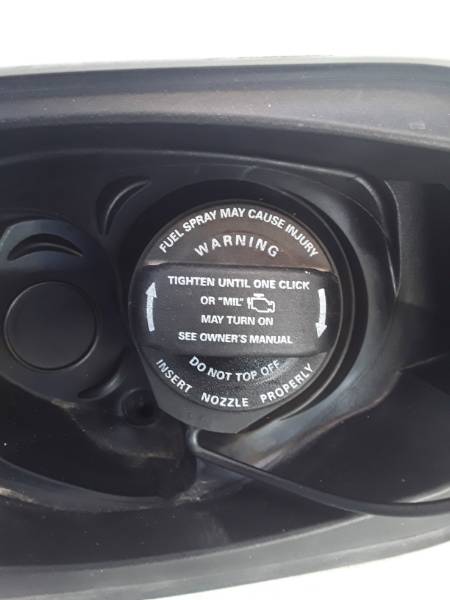 FUEL SPRAY MAY CAUSE INJURY
WARNING
TIGHTEN UNTIL ONE CLICK
OR "MIL"
MAY TURN ON
SEE OWNER'S MANUAL
DO NOT TOP OFF
INSERT NOZZLE PROPERLY